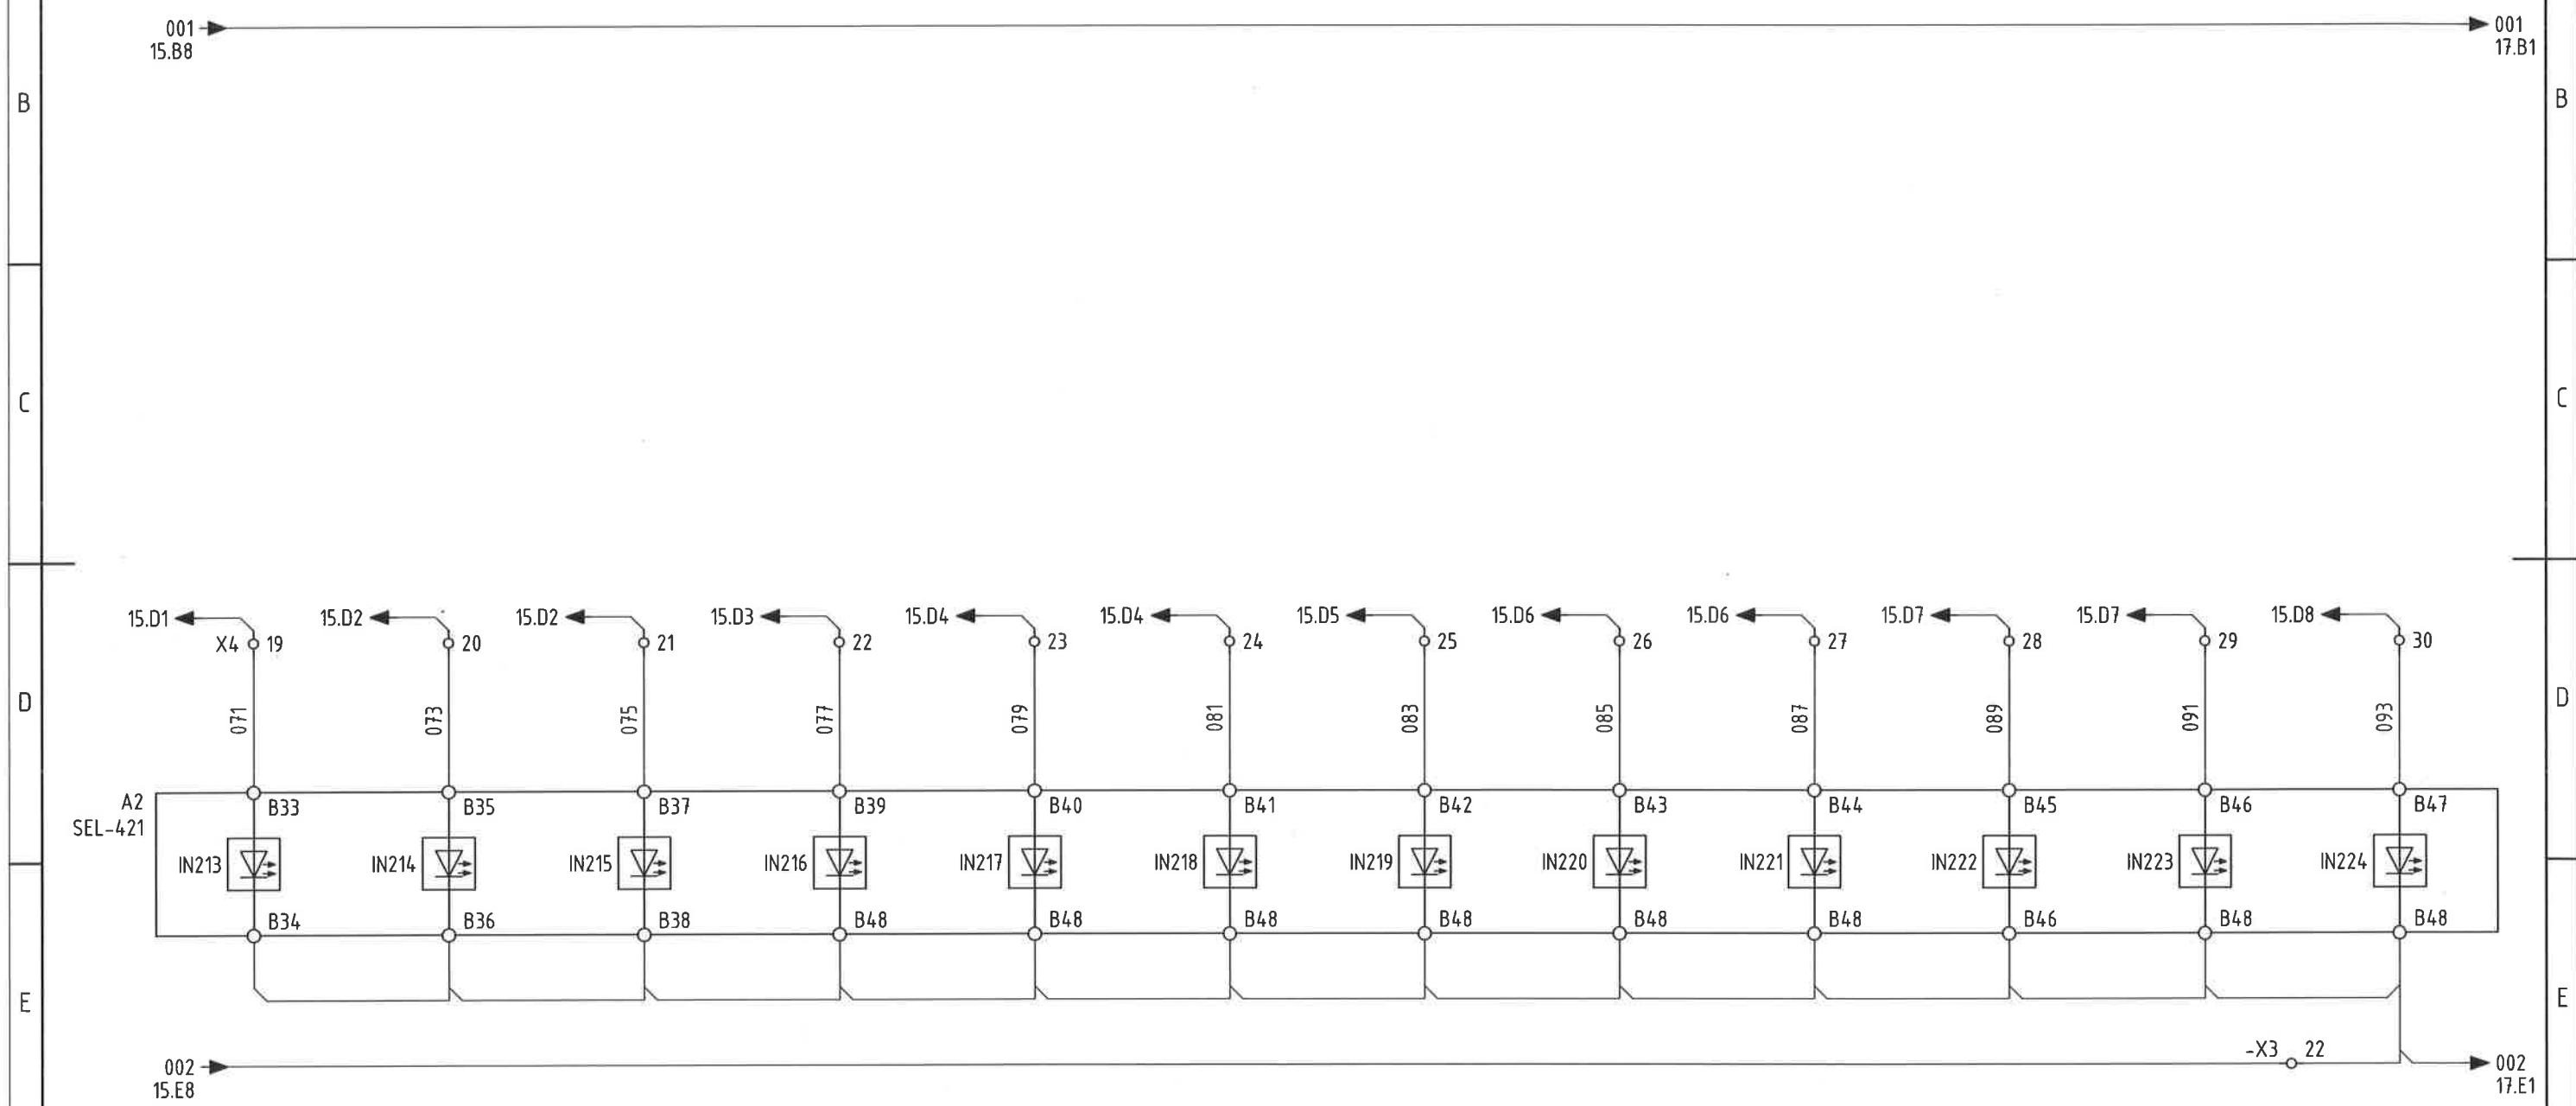 001
15.B8
001
17.B1
B
B
C
C
15.D1
15.D2
15.D2
15.D3
15.D4
15.D4
15.D5
15.D6
15.D6
15.D7
15.D7
15.D8
X4 19
20
21
22
23
24
25
26
27
28
29
30
D
071
073
075
077
079
081
083
085
087
089
091
093
D
A2
SEL-421
B33
B35
B37
B39
B40
B41
B42
B43
B44
B45
B46
B47
IN213
IN214
IN215
IN216
IN217
IN218
IN219
IN220
IN221
IN222
IN223
IN224
B34
B36
B38
B48
B48
B48
B48
B48
B48
B46
B48
B48
E
E
-X3 22
002
15.E8
002
17.E1